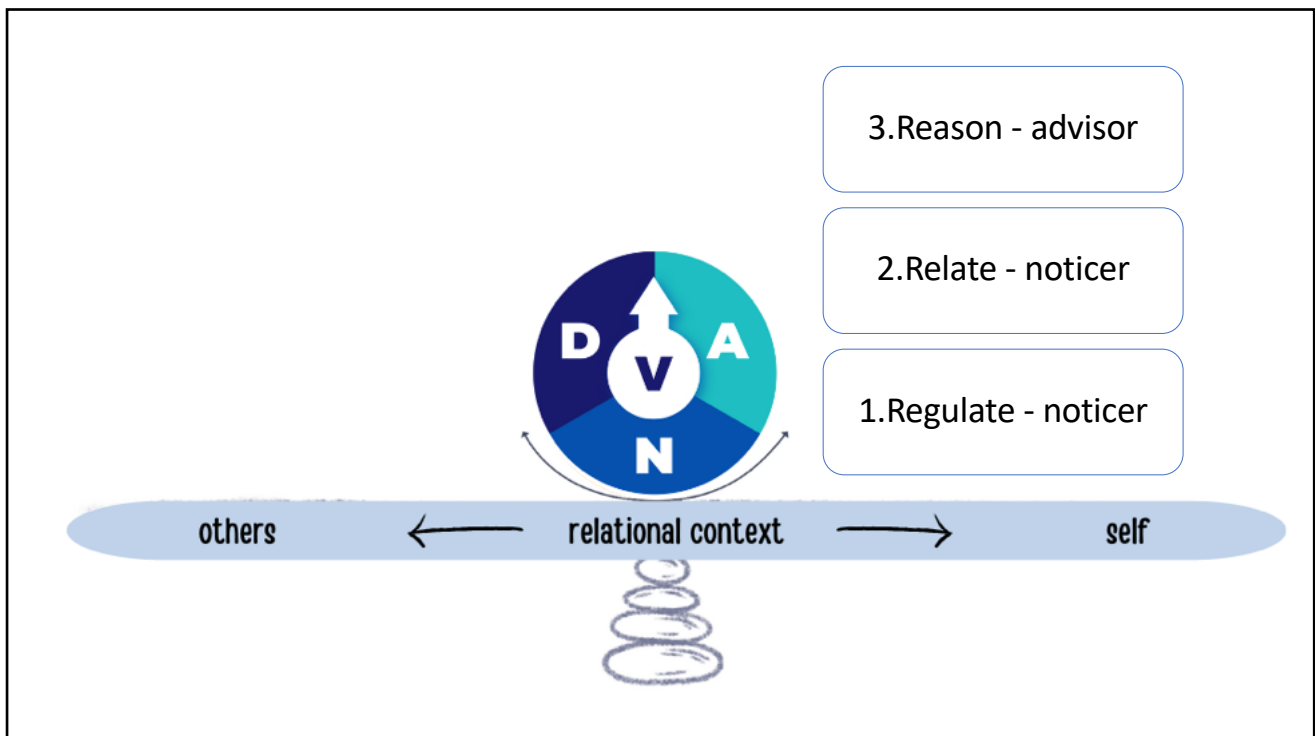 3.Reason - advisor
2.Relate - noticer
D
A
V
1.Regulate - noticer
N
others
relational context
self